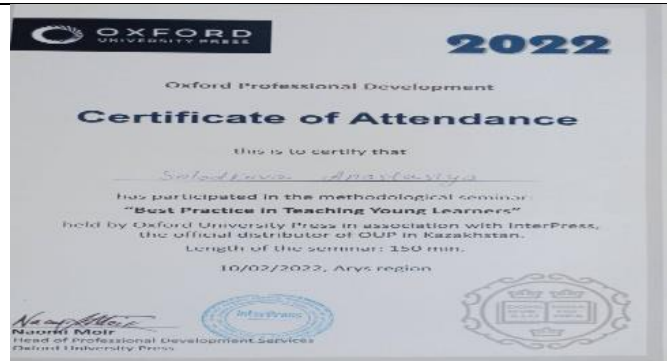 OXFORD
UNIVERSITY PRESS
2022
Oxford Professional Development
Certificate of Attendance
this is to certify that
Anastasiya
has participated in the methodological seminar:
"Best Practice in Teaching Young Learners"
held by Oxford University Press in association with InterPress,
the official distributor of OUP in Kazakhstan.
Length of the seminar: 150 min.
10/02/2022, Arys region
InterPress
Naomi Moir
Head of Professional Development Services
Oxford University Press